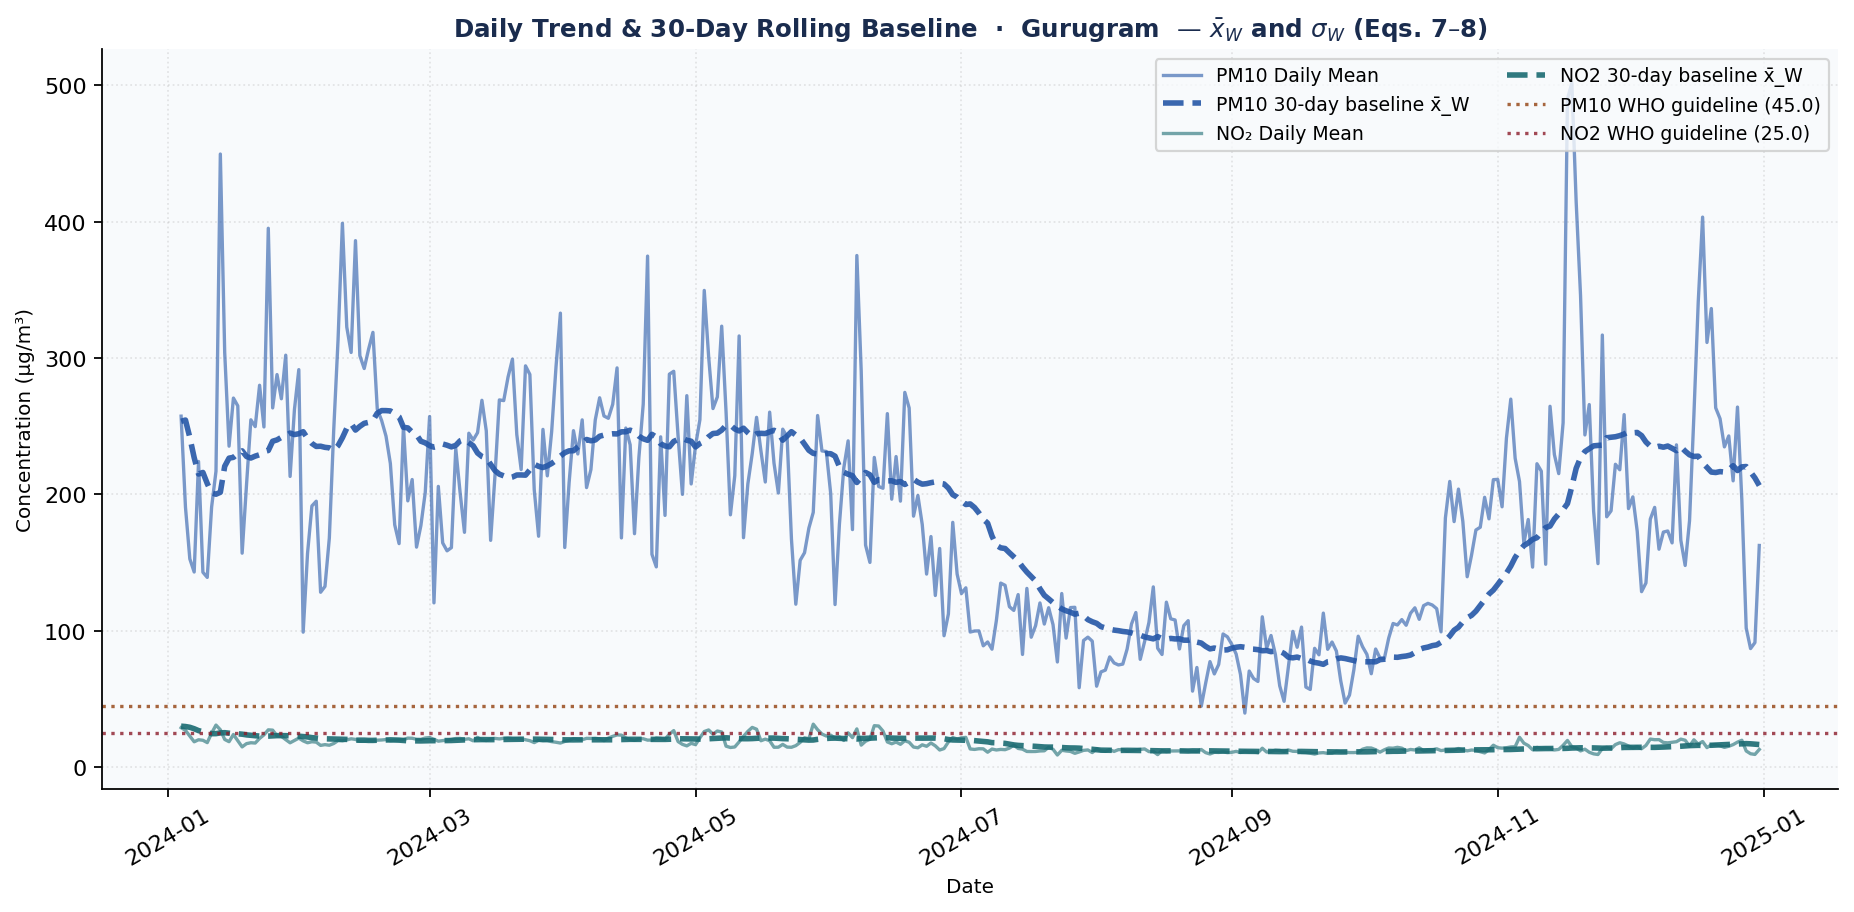 Daily Trend & 30-Day Rolling Baseline · Gurugram — x̄_W and σ_W (Eqs. 7–8)
PM10 Daily Mean
PM10 30-day baseline x̄_W
NO₂ Daily Mean
NO2 30-day baseline x̄_W
PM10 WHO guideline (45.0)
NO2 WHO guideline (25.0)
Concentration (µg/m³)
500
400
300
200
100
0
2024-01
2024-03
2024-05
2024-07
2024-09
2024-11
2025-01
Date